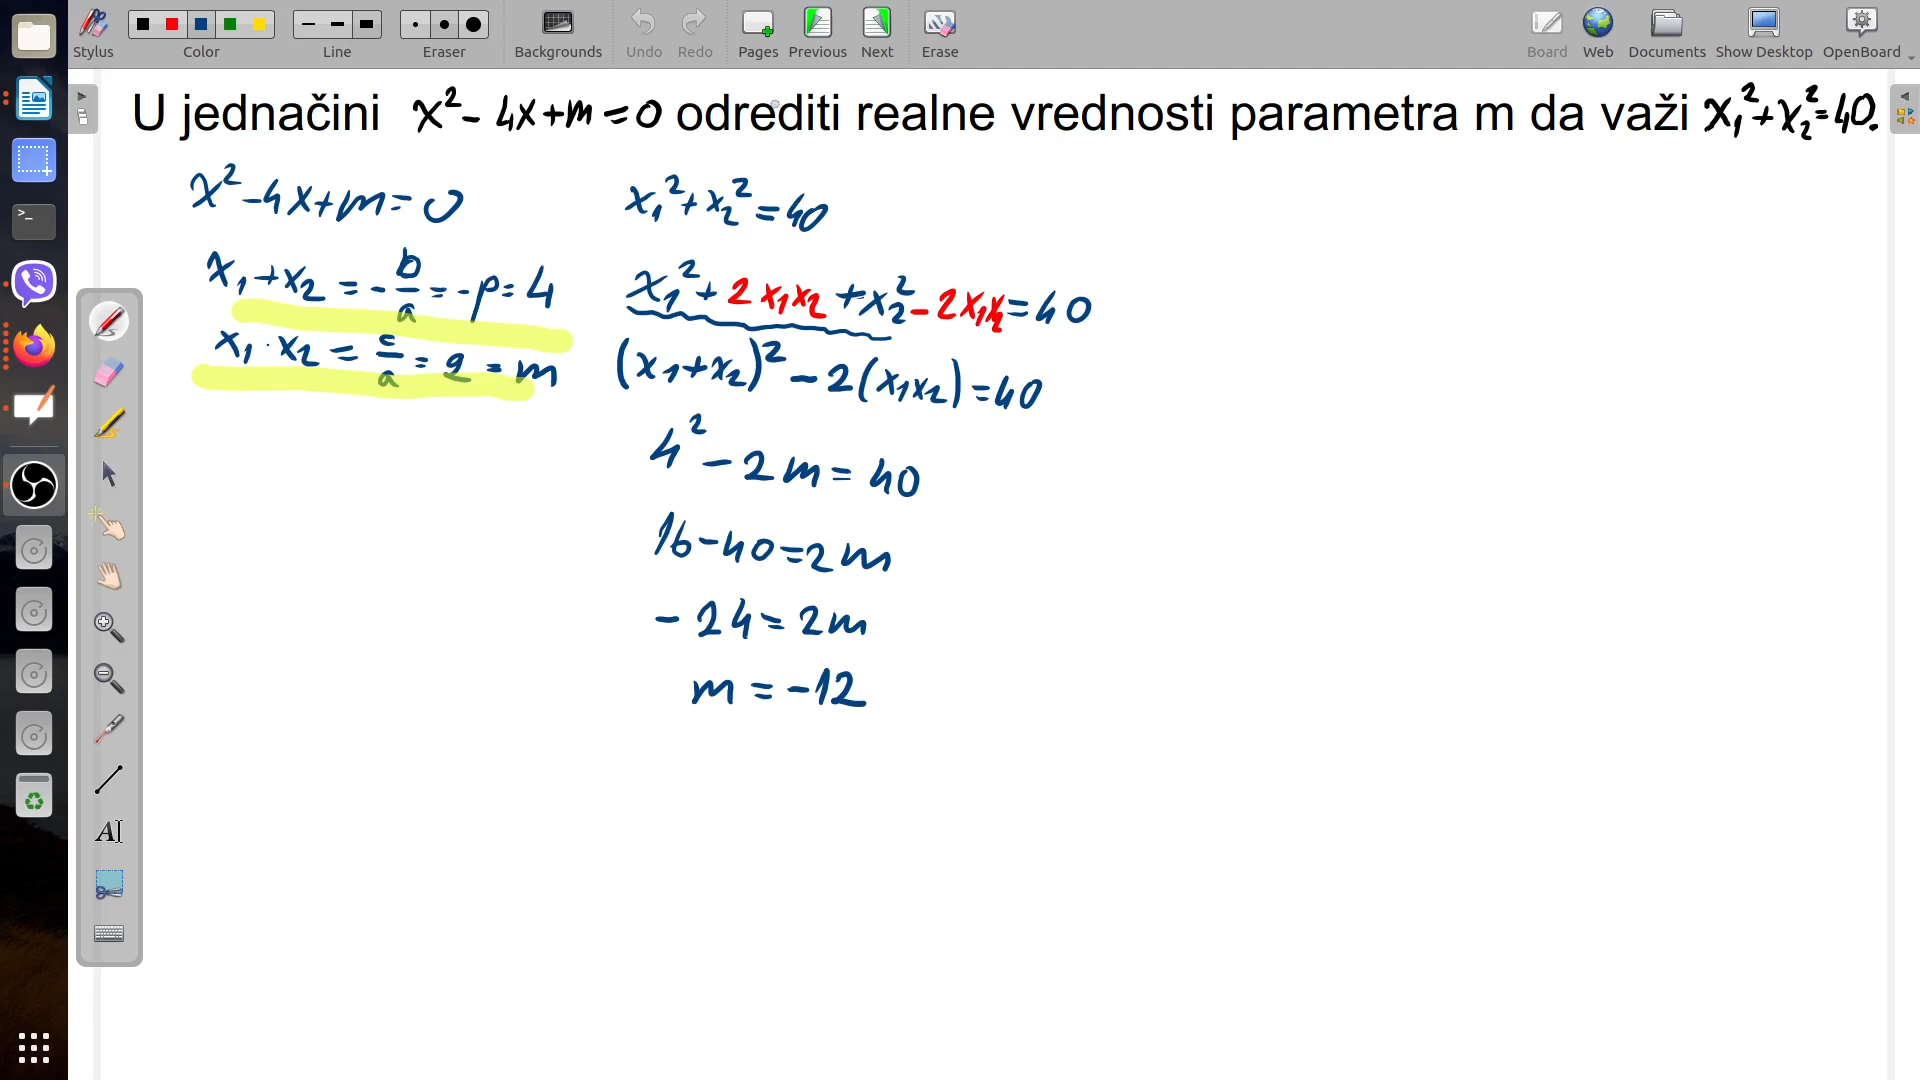 Stylus Color Line Eraser Backgrounds Undo Redo Pages Previous Next Erase Board Web Documents Show Desktop OpenBoard
U jednačini x² - 4x + m = 0 odrediti realne vrednosti parametra m da važi x₁² + x₂² = 40.
x² - 4x + m = 0
x₁ + x₂ = - b/a = - p = 4
x₁ · x₂ = c/a = q = m
x₁² + x₂² = 40
x₁² + 2x₁x₂ + x₂² - 2x₁x₂ = 40
(x₁ + x₂)² - 2(x₁x₂) = 40
4² - 2m = 40
16 - 40 = 2m
- 24 = 2m
m = -12